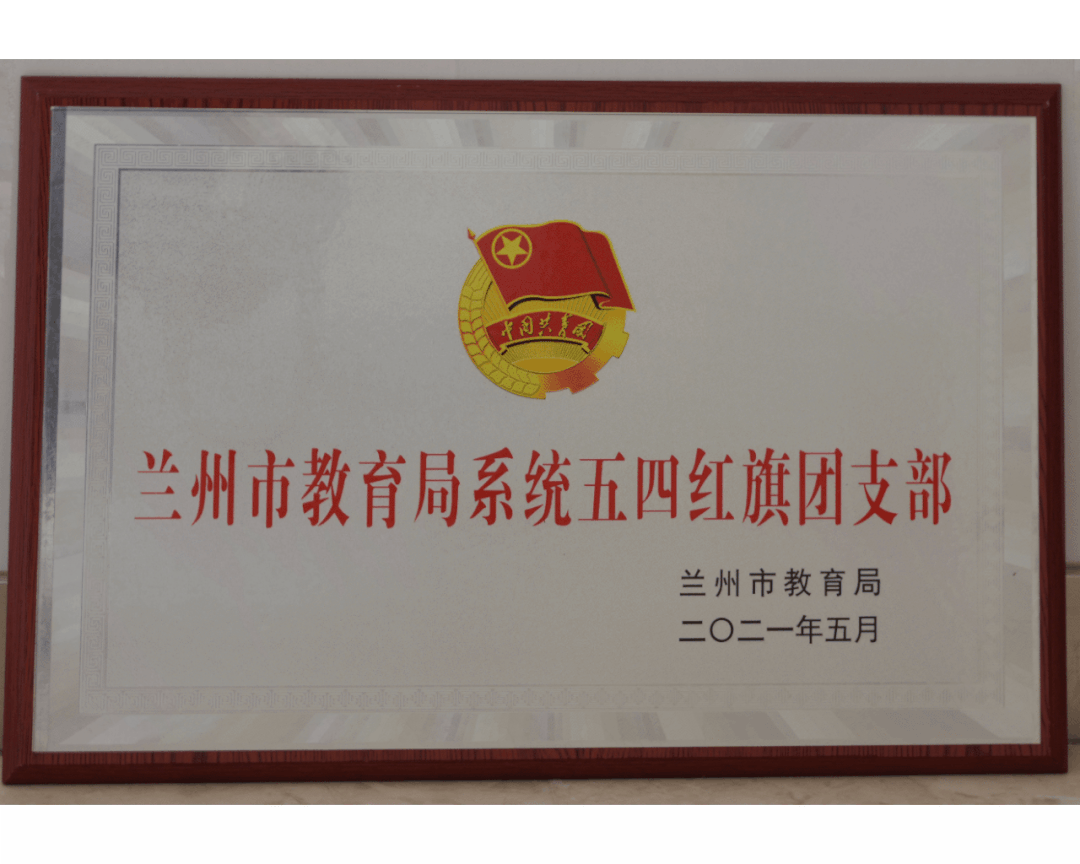 中国共青团
兰州市教育局系统五四红旗团支部
兰州市教育局
二〇二一年五月